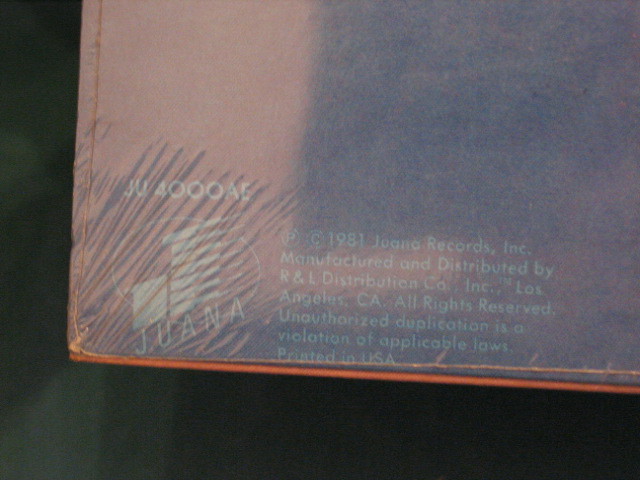 JU 4000AE
JUANA
℗ © 1981 Juana Records, Inc.
Manufactured and Distributed by
R & L Distribution Co. Inc., Los
Angeles, CA. All Rights Reserved.
Unauthorized duplication is a
violation of applicable laws.
Printed in USA